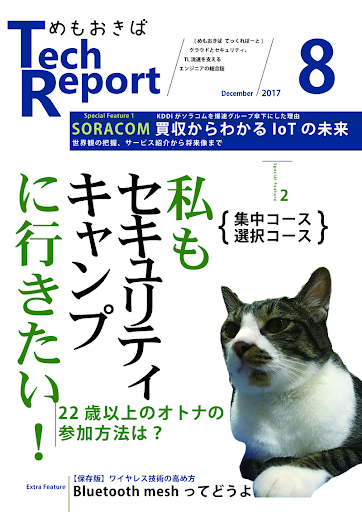 めもおきば
Tech
Report
[ めもおきば てっくれぽーと ]
クラウドとセキュリティ、
TL 流速を支える
エンジニアの総合誌
December / 2017
8
Special Feature 1
KDDI がソラコムを爆速グループ傘下にした理由
SORACOM 買収からわかる IoT の未来
世界観の把握、サービス紹介から将来像まで
Special Feature
2
私も
セキュリティ
キャンプ
に行きたい！
集中コース
選択コース
22 歳以上のオトナの
参加方法は？
Extra Feature
【保存版】ワイヤレス技術の高め方
Bluetooth mesh ってどうよ